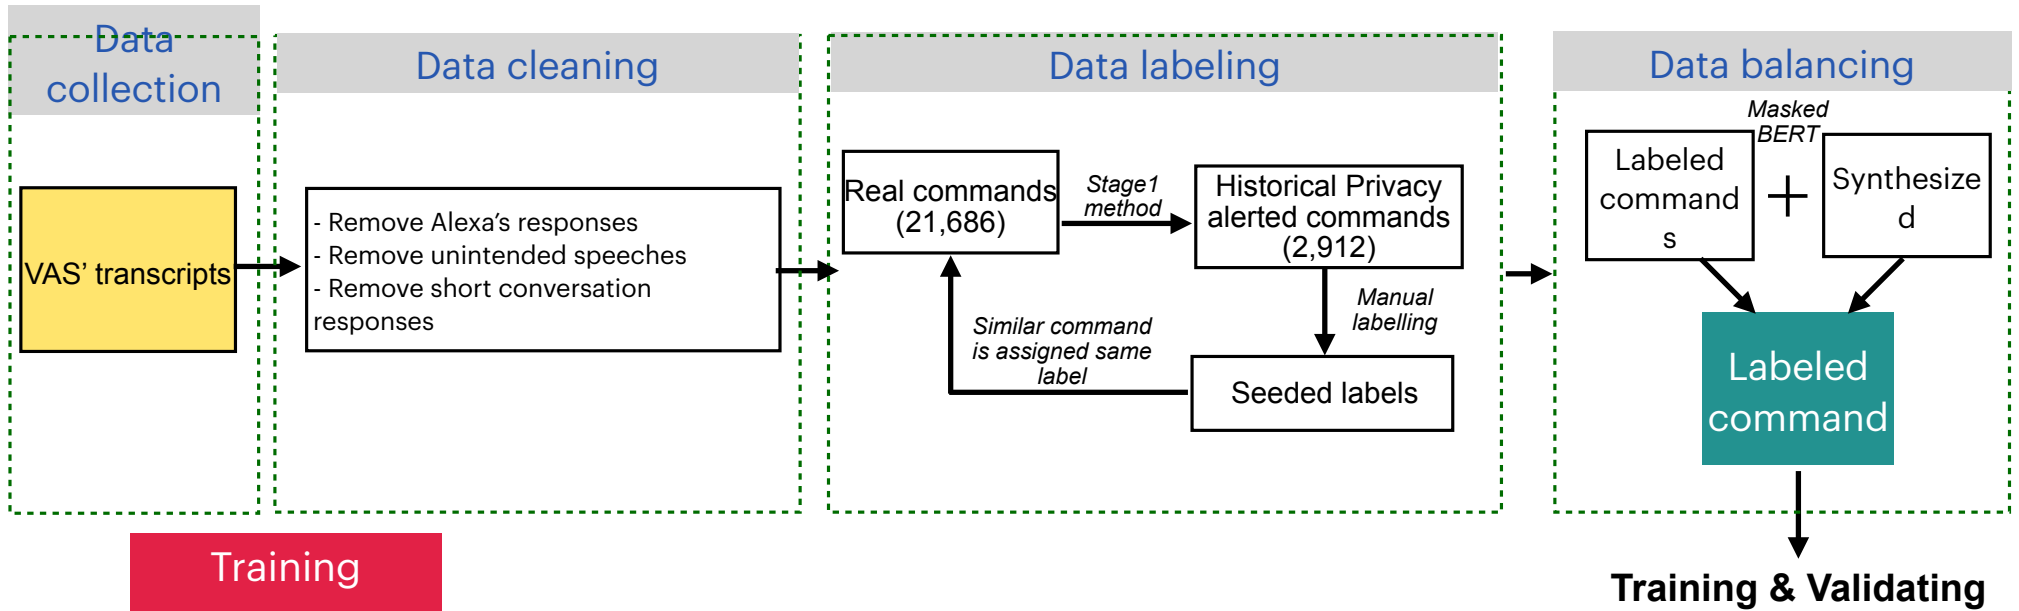 Data
collection
VAS’ transcripts
Data cleaning
- Remove Alexa’s responses
- Remove unintended speeches
- Remove short conversation
responses
Data labeling
Real commands
(21,686)
Stage1
method
Historical Privacy
alerted commands
(2,912)
Manual
labelling
Seeded labels
Similar command
is assigned same
label
Data balancing
Masked
BERT
Labeled
command
s
+
Synthesize
d
Labeled
command
Training & Validating
Training